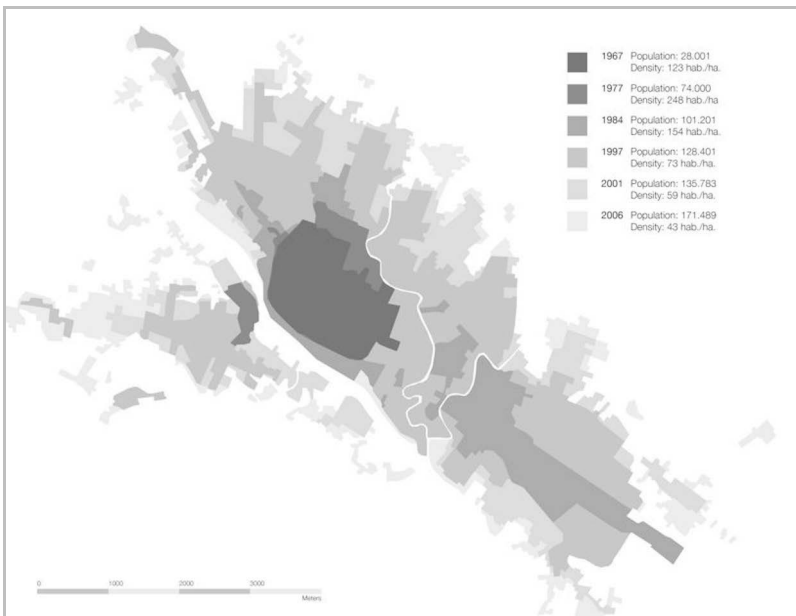 1967 Population: 28.001
Density: 123 hab./ha.
1977 Population: 74.000
Density: 248 hab./ha
1984 Population: 101.201
Density: 154 hab./ha.
1997 Population: 128.401
Density: 73 hab./ha.
2001 Population: 135.783
Density: 59 hab./ha.
2006 Population: 171.489
Density: 43 hab./ha.
0 1000 2000 3000
Meters